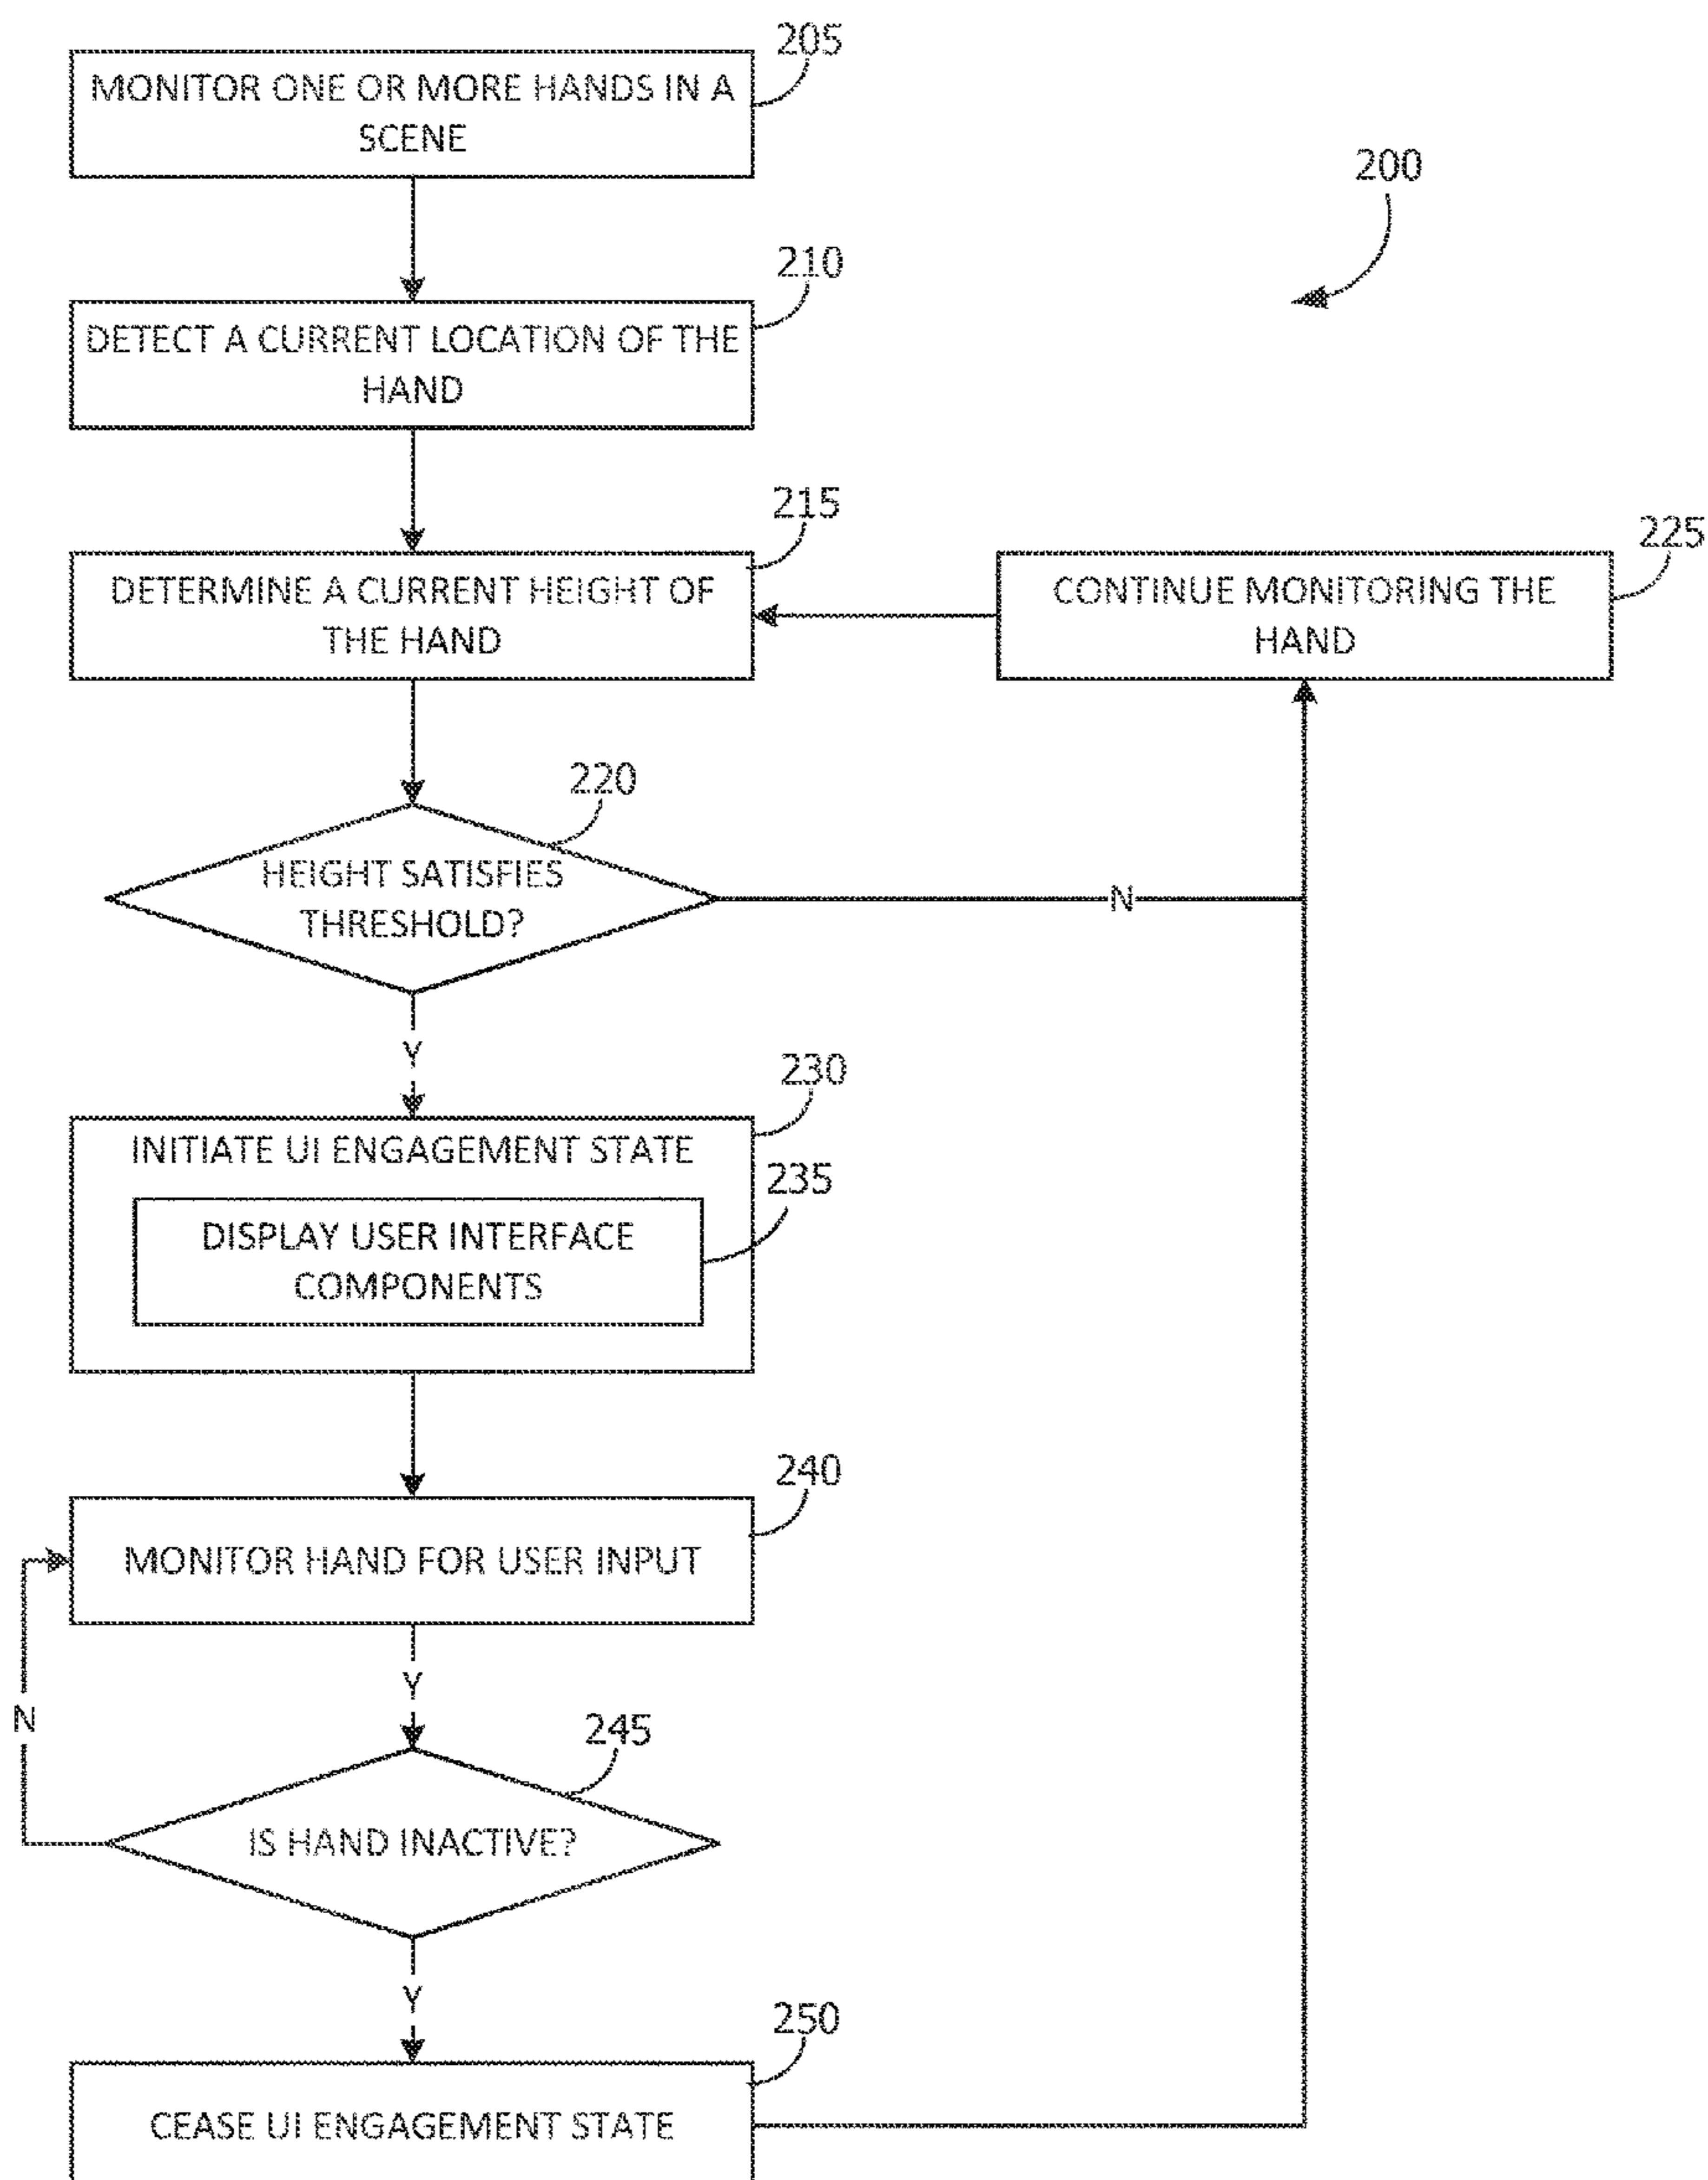 205
MONITOR ONE OR MORE HANDS IN A
SCENE
200
210
DETECT A CURRENT LOCATION OF THE
HAND
215
DETERMINE A CURRENT HEIGHT OF
THE HAND
225
CONTINUE MONITORING THE
HAND
220
HEIGHT SATISFIES
THRESHOLD?
N
Y
230
INITIATE UI ENGAGEMENT STATE
235
DISPLAY USER INTERFACE
COMPONENTS
240
MONITOR HAND FOR USER INPUT
Y
N
245
IS HAND INACTIVE?
Y
250
CEASE UI ENGAGEMENT STATE